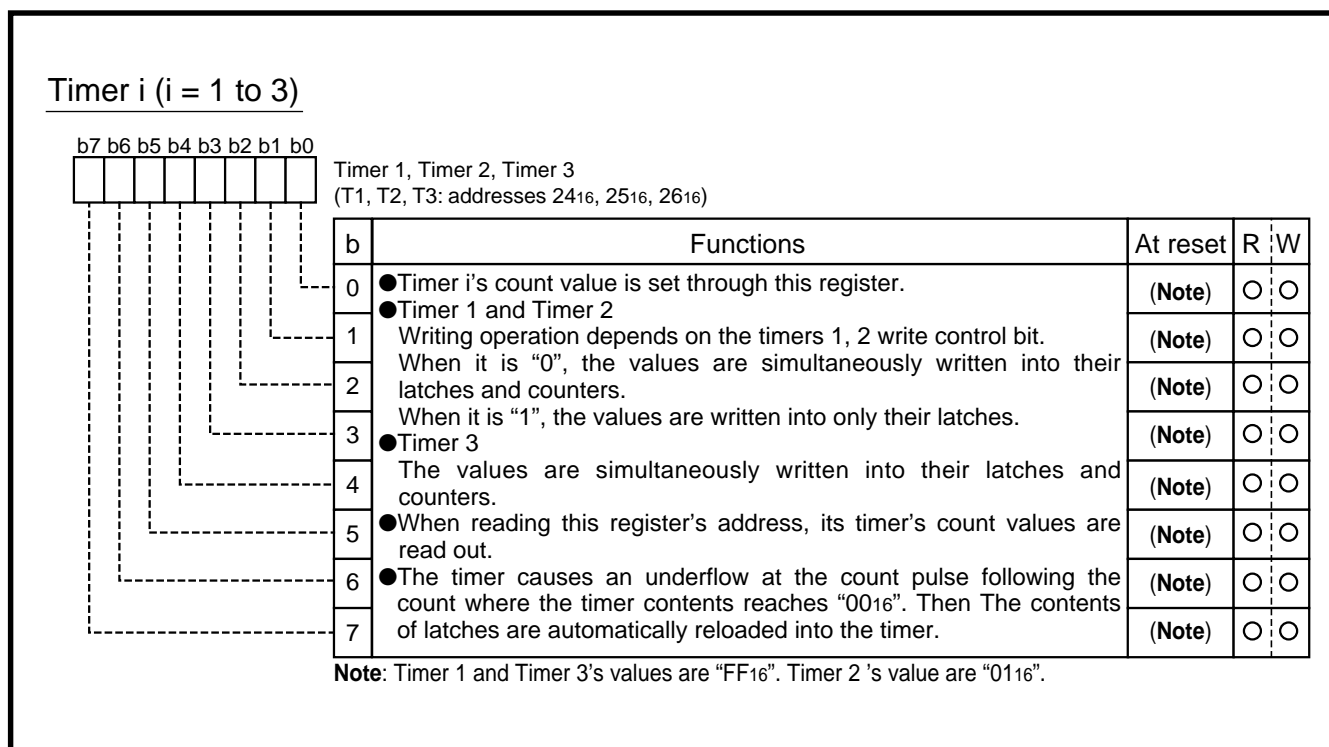 Timer i (i = 1 to 3)
b7 b6 b5 b4 b3 b2 b1 b0
Timer 1, Timer 2, Timer 3
(T1, T2, T3: addresses 2416, 2516, 2616)
b Functions At reset R W
0 ●Timer i’s count value is set through this register. (Note) ○ ○
●Timer 1 and Timer 2
1 Writing operation depends on the timers 1, 2 write control bit. (Note) ○ ○
When it is “0”, the values are simultaneously written into their
2 latches and counters. (Note) ○ ○
When it is “1”, the values are written into only their latches.
3 ●Timer 3 (Note) ○ ○
The values are simultaneously written into their latches and
4 counters. (Note) ○ ○
●When reading this register’s address, its timer’s count values are
5 read out. (Note) ○ ○
6 ●The timer causes an underflow at the count pulse following the (Note) ○ ○
count where the timer contents reaches “0016”. Then The contents
7 of latches are automatically reloaded into the timer. (Note) ○ ○
Note: Timer 1 and Timer 3’s values are “FF16”. Timer 2 ’s value are “0116”.